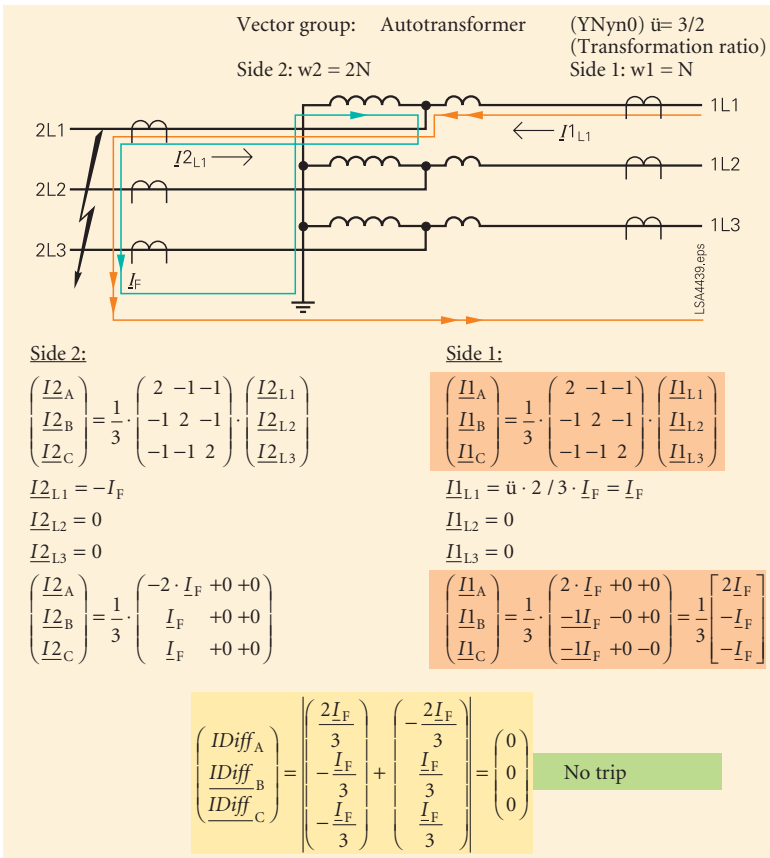 Vector group: Autotransformer (YNyn0) ü= 3/2
(Transformation ratio)
Side 2: w2 = 2N Side 1: w1 = N
1L1
2L1
I2L1
I1L1
1L2
2L2
1L3
2L3
IF
LSA4439.eps
Side 2:
(I2A) = 1/3 · (2 −1 −1) · (I2L1)
(I2B) (−1 2 −1) (I2L2)
(I2C) (−1 −1 2) (I2L3)
I2L1 = −IF
I2L2 = 0
I2L3 = 0
(I2A) = 1/3 · (−2 · IF +0 +0)
(I2B) (IF +0 +0)
(I2C) (IF +0 +0)
Side 1:
(I1A) = 1/3 · (2 −1 −1) · (I1L1)
(I1B) (−1 2 −1) (I1L2)
(I1C) (−1 −1 2) (I1L3)
I1L1 = ü · 2 / 3 · IF = IF
I1L2 = 0
I1L3 = 0
(I1A) = 1/3 · (2 · IF +0 +0) = 1/3 [2IF]
(I1B) (−1IF −0 +0) [−IF]
(I1C) (−1IF +0 −0) [−IF]
(IDiffA) = |(2IF/3) + (−2IF/3)| = (0)
(IDiffB) (−IF/3) (IF/3) (0)
(IDiffC) (−IF/3) (IF/3) (0)
No trip